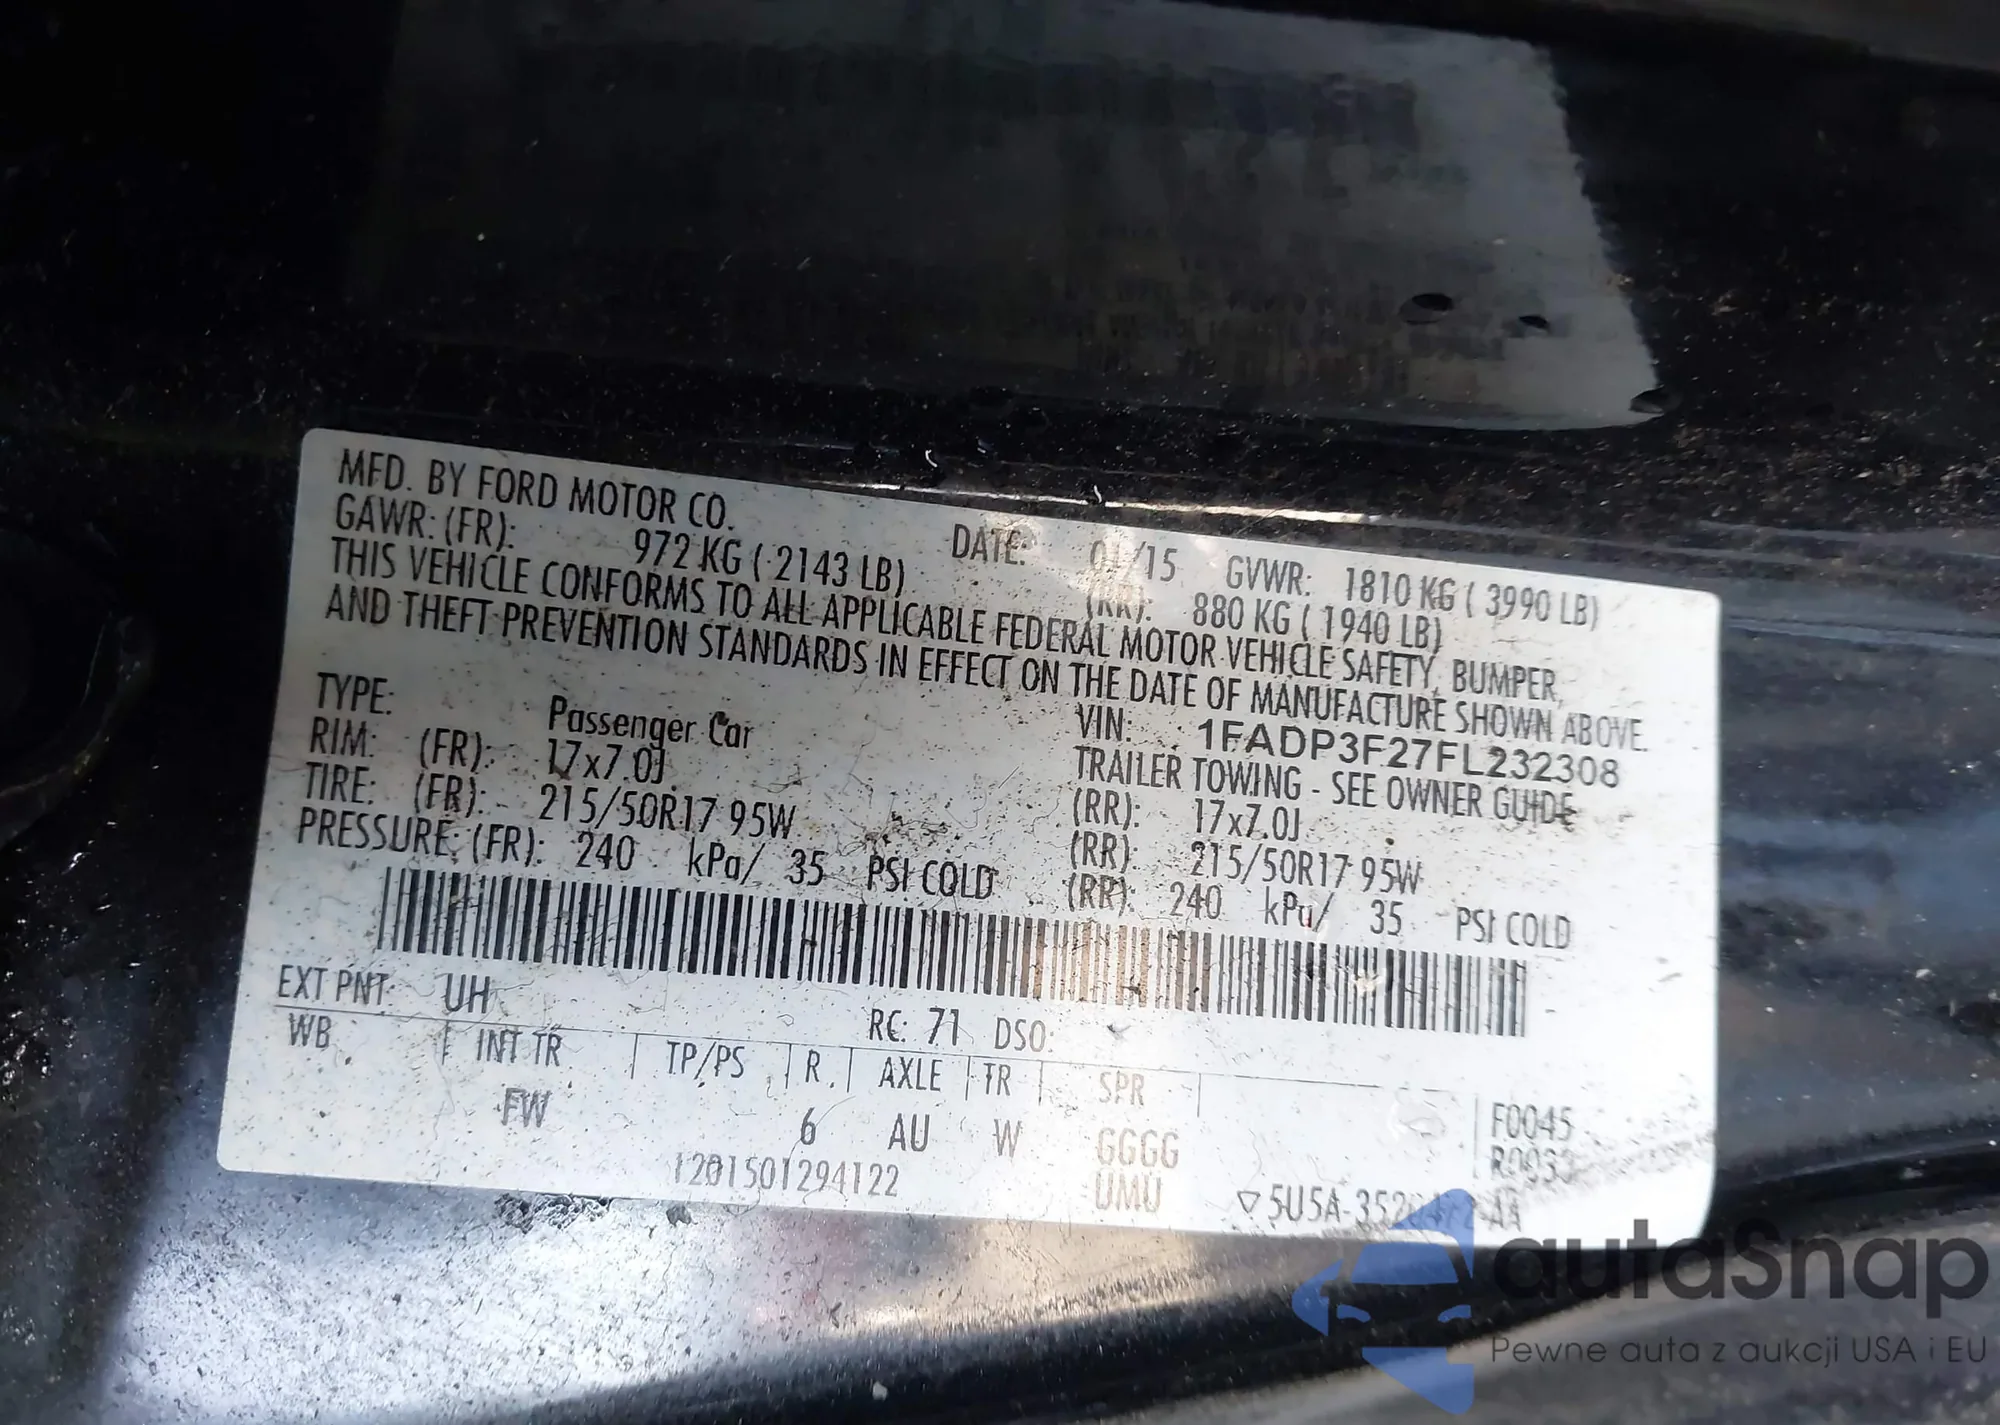 MFD. BY FORD MOTOR CO.
DATE: 01/15 GVWR: 1810 KG ( 3990 LB)
GAWR: (FR): 972 KG ( 2143 LB) (RR): 880 KG ( 1940 LB)
THIS VEHICLE CONFORMS TO ALL APPLICABLE FEDERAL MOTOR VEHICLE SAFETY, BUMPER,
AND THEFT PREVENTION STANDARDS IN EFFECT ON THE DATE OF MANUFACTURE SHOWN ABOVE.
VIN: 1FADP3F27FL232308
TYPE: Passenger Car TRAILER TOWING - SEE OWNER GUIDE
RIM: (FR): 17x7.0J (RR): 17x7.0J
TIRE: (FR): 215/50R17 95W (RR): 215/50R17 95W
PRESSURE: (FR): 240 kPa/ 35 PSI COLD (RR): 240 kPa/ 35 PSI COLD
EXT PNT: UH RC: 71 DSO:
WB INT TR TP/PS R. AXLE TR SPR
FW 6 AU W GGGG F0045
1201501294122 UMU
autaSnap
Pewne auta z aukcji USA i EU